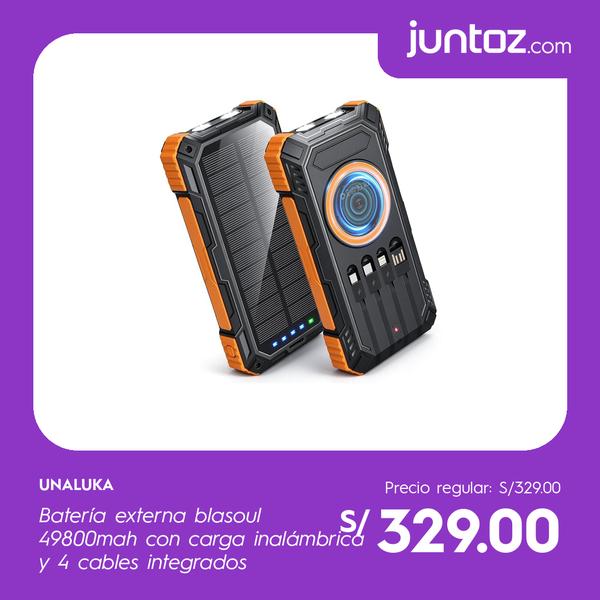 juntoz.com
UNALUKA
Precio regular: S/329.00
Batería externa blasoul
49800mah con carga inalámbrica
y 4 cables integrados
S/ 329.00